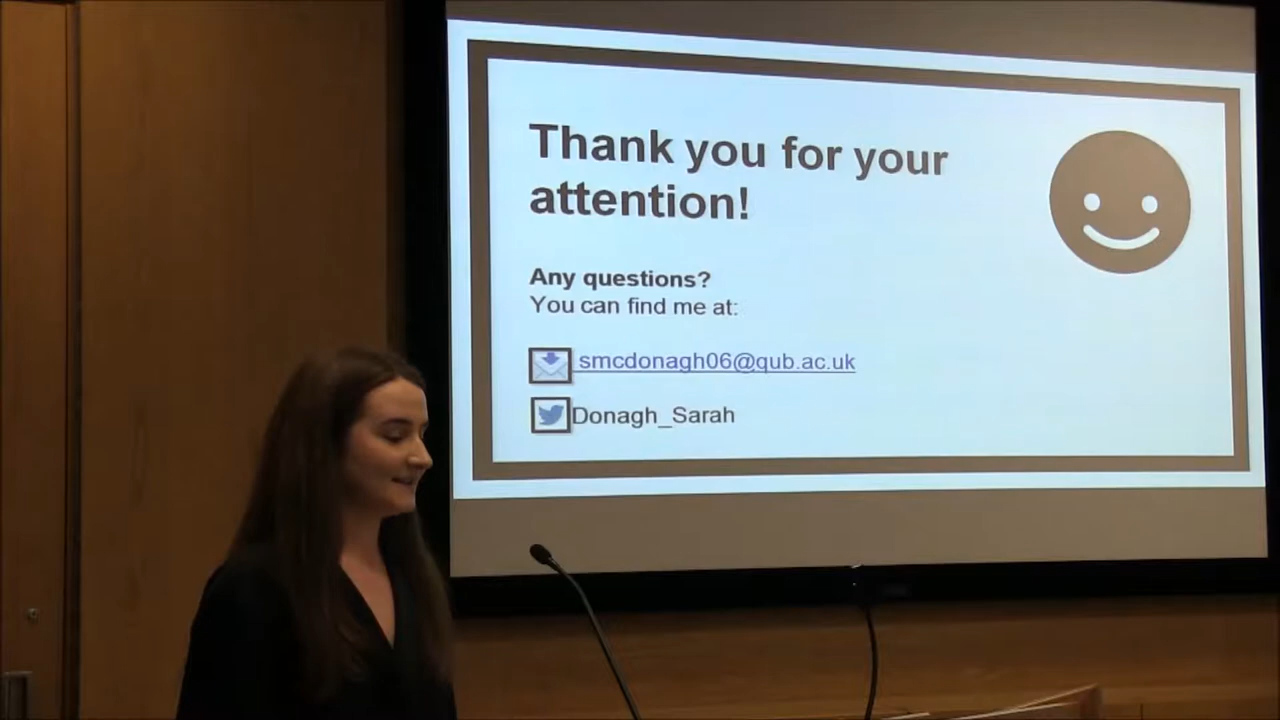 Thank you for your
attention!
Any questions?
You can find me at:
smcdonagh06@qub.ac.uk
Donagh_Sarah